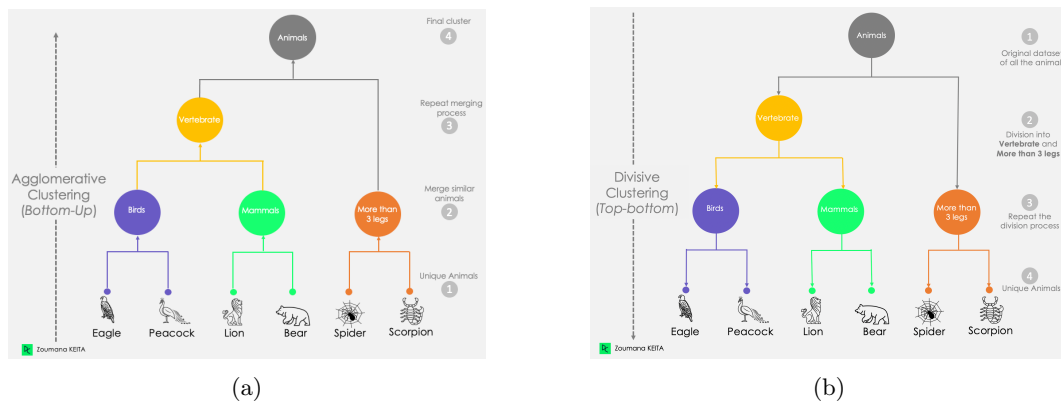 Animals
Final cluster
4
Vertebrate
Repeat merging
process
3
Agglomerative
Clustering
(Bottom-Up)
Birds
Mammals
More than
3 legs
Merge similar
animals
2
Unique Animals
1
Eagle
Peacock
Lion
Bear
Spider
Scorpion
Zoumana KEITA
(a)
Animals
1
Original dataset
of all the animal
Vertebrate
2
Division into
Vertebrate and
More than 3 legs
Divisive
Clustering
(Top-bottom)
Birds
Mammals
More than
3 legs
3
Repeat the
division process
4
Unique Animals
Eagle
Peacock
Lion
Bear
Spider
Scorpion
Zoumana KEITA
(b)